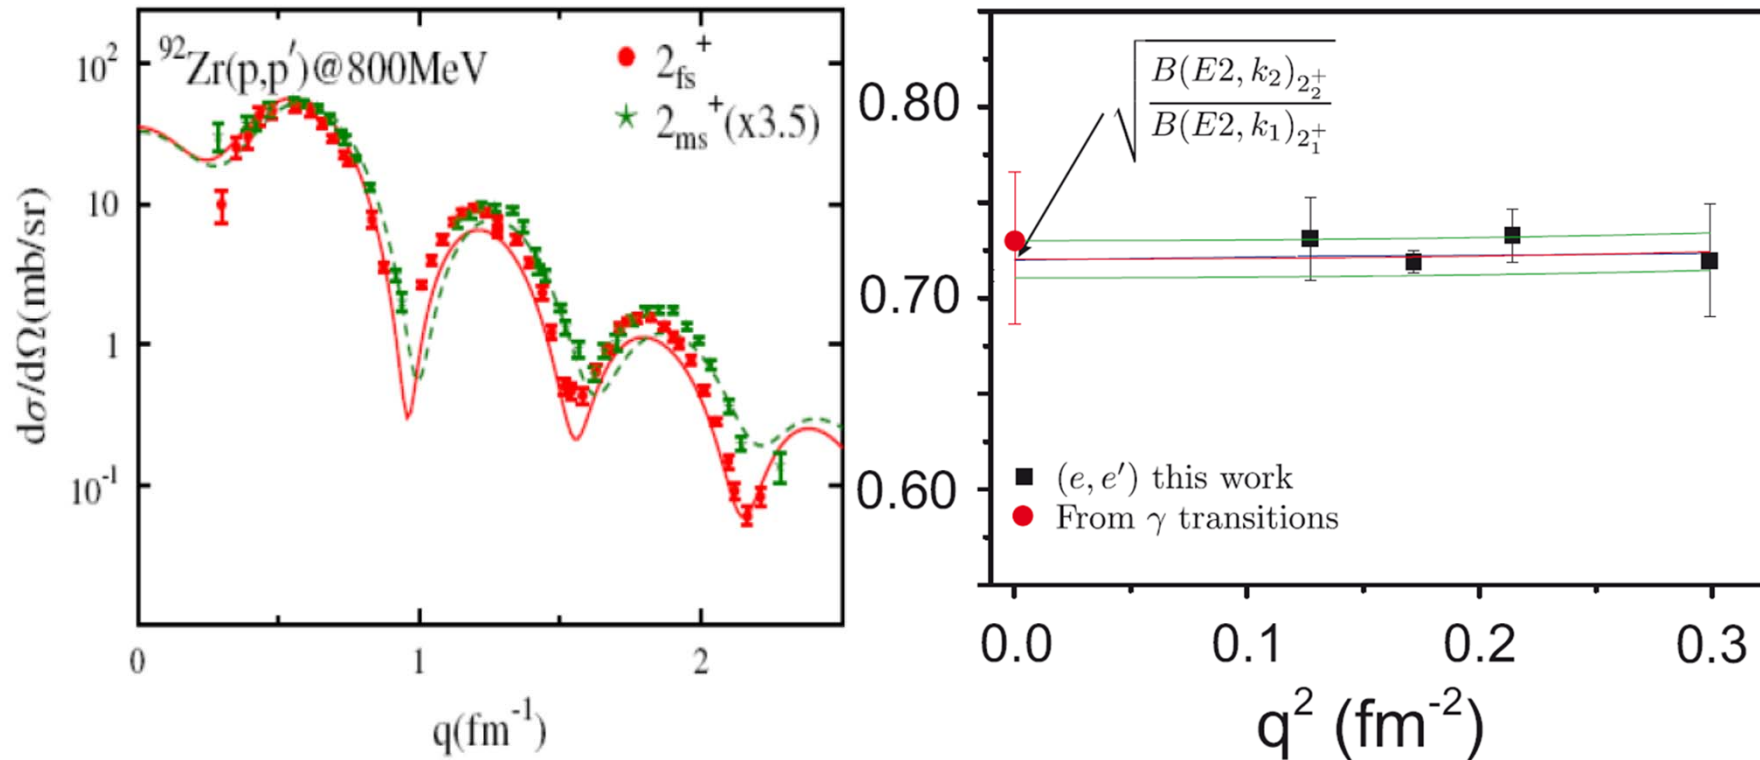 ⁹²Zr(p,p′)@800MeV
2fs⁺
2ms⁺(x3.5)
10²
10
1
10⁻¹
dσ/dΩ(mb/sr)
0
1
2
q(fm⁻¹)
0.80
0.70
0.60
√
B(E2, k₂)₂₂⁺
B(E2, k₁)₂₁⁺
(e, e′) this work
From γ transitions
0.0
0.1
0.2
0.3
q² (fm⁻²)